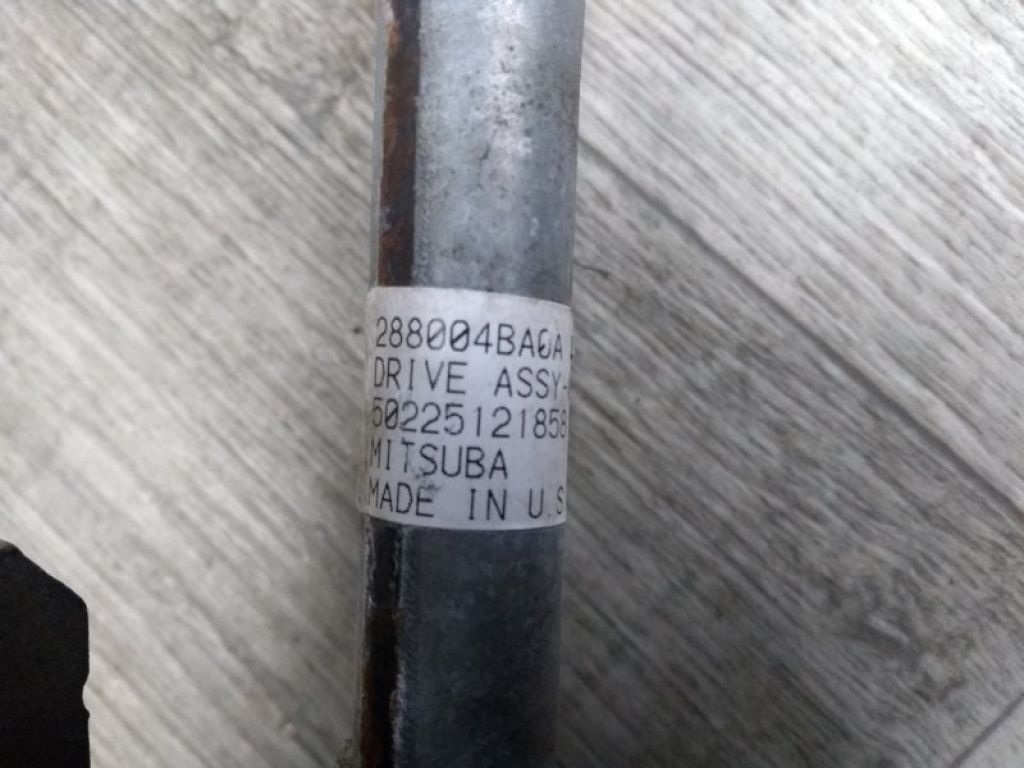 288004BA0A
DRIVE ASSY-
50225121858
MITSUBA
MADE IN U.S